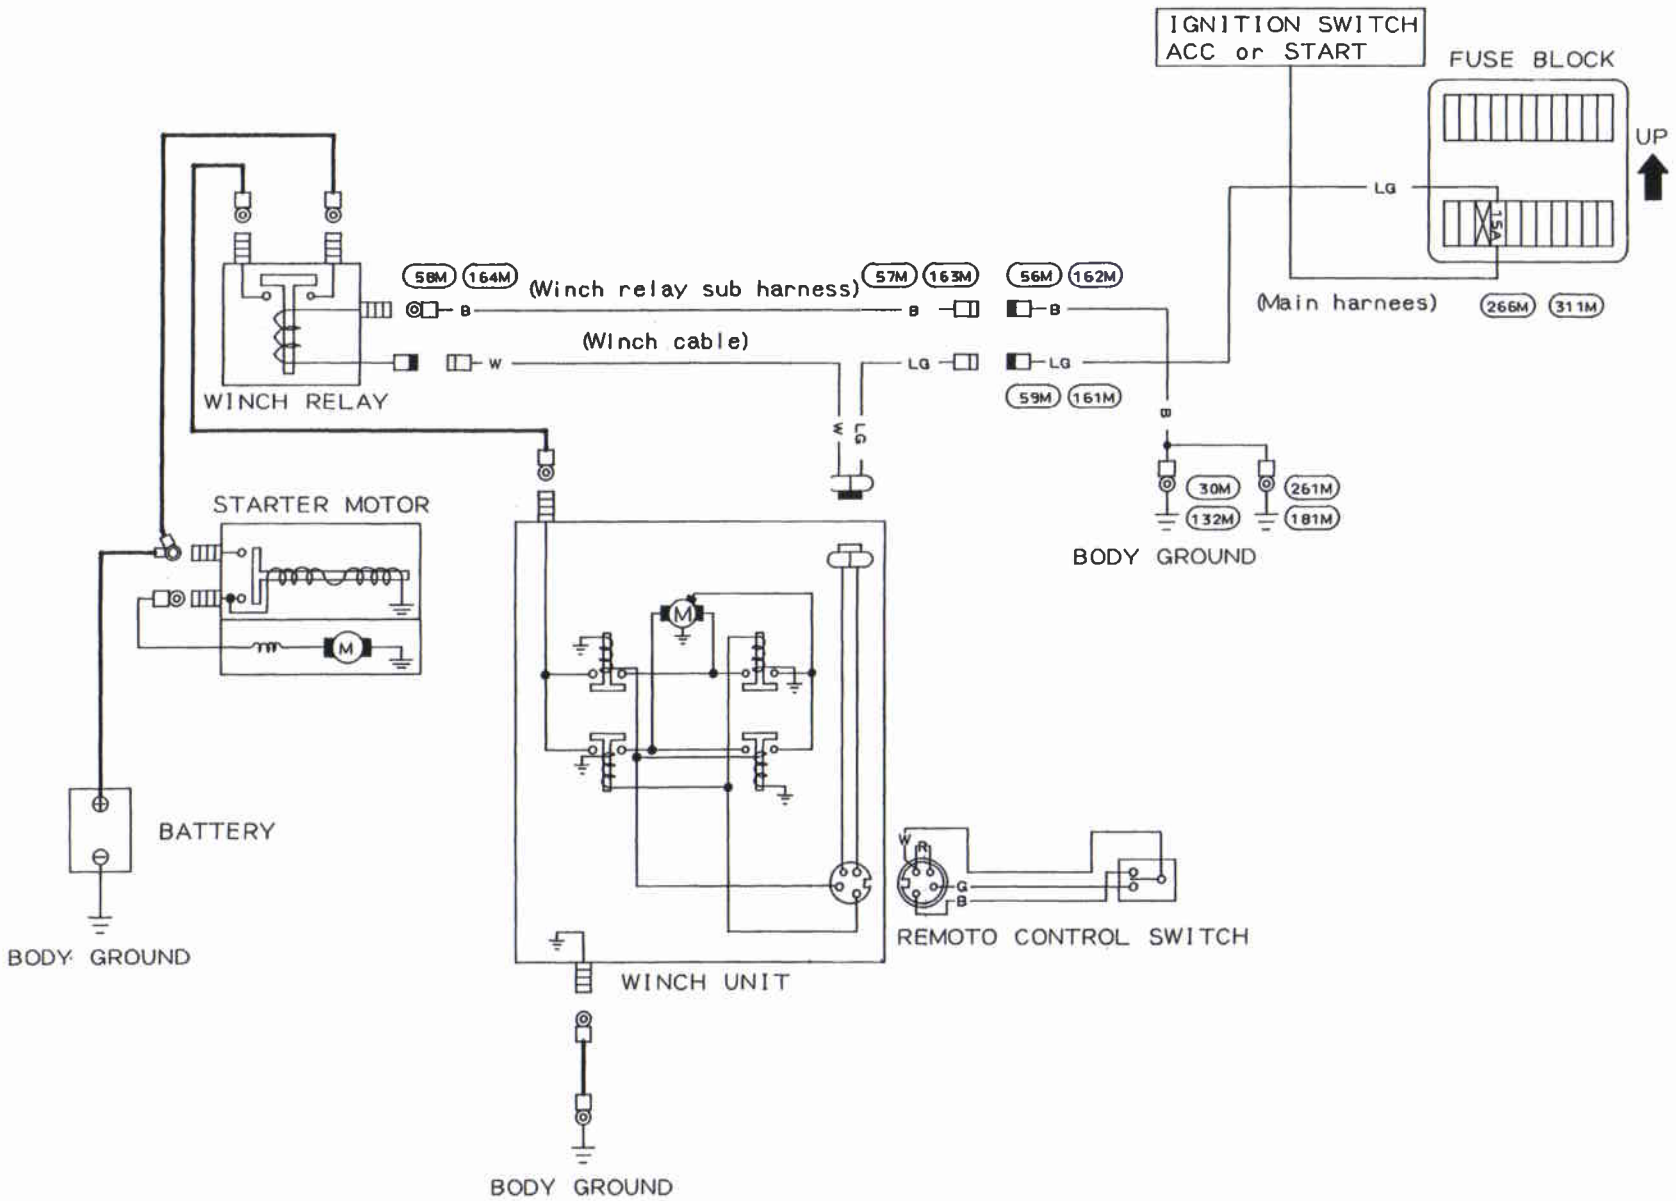 IGNITION SWITCH
ACC or START
FUSE BLOCK
UP
LG
15A
58M 164M
(Winch relay sub harness)
57M 163M
56M 162M
(Main harnees)
266M 311M
B
B
B
(Winch cable)
W
LG
LG
59M 161M
WINCH RELAY
W
LG
B
STARTER MOTOR
30M
261M
132M
181M
BODY GROUND
M
M
BATTERY
W
R
G
B
REMOTO CONTROL SWITCH
BODY GROUND
WINCH UNIT
BODY GROUND